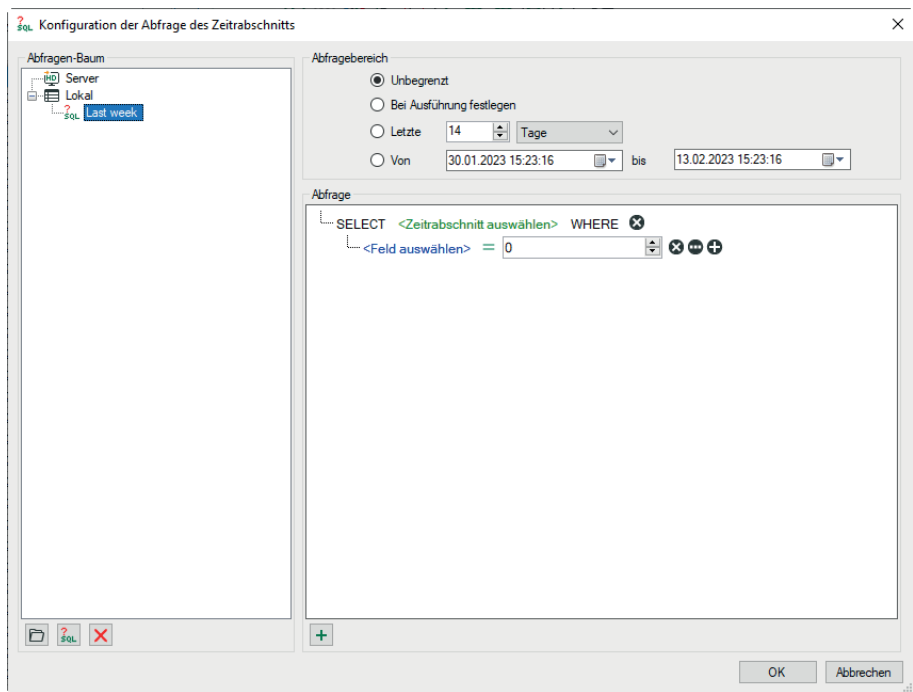 Konfiguration der Abfrage des Zeitrabschnitts
Abfragen-Baum
Server
Lokal
Last week
Abfragebereich
Unbegrenzt
Bei Ausführung festlegen
Letzte 14 Tage
Von 30.01.2023 15:23:16 bis 13.02.2023 15:23:16
Abfrage
SELECT <Zeitrabschnitt auswählen> WHERE
<Feld auswählen> = 0
OK Abbrechen